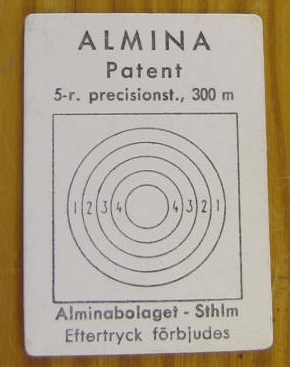 ALMINA
Patent
5-r. precisionst., 300 m
1 2 3 4 4 3 2 1
Alminabolaget - Sthlm
Eftertryck förbjudes